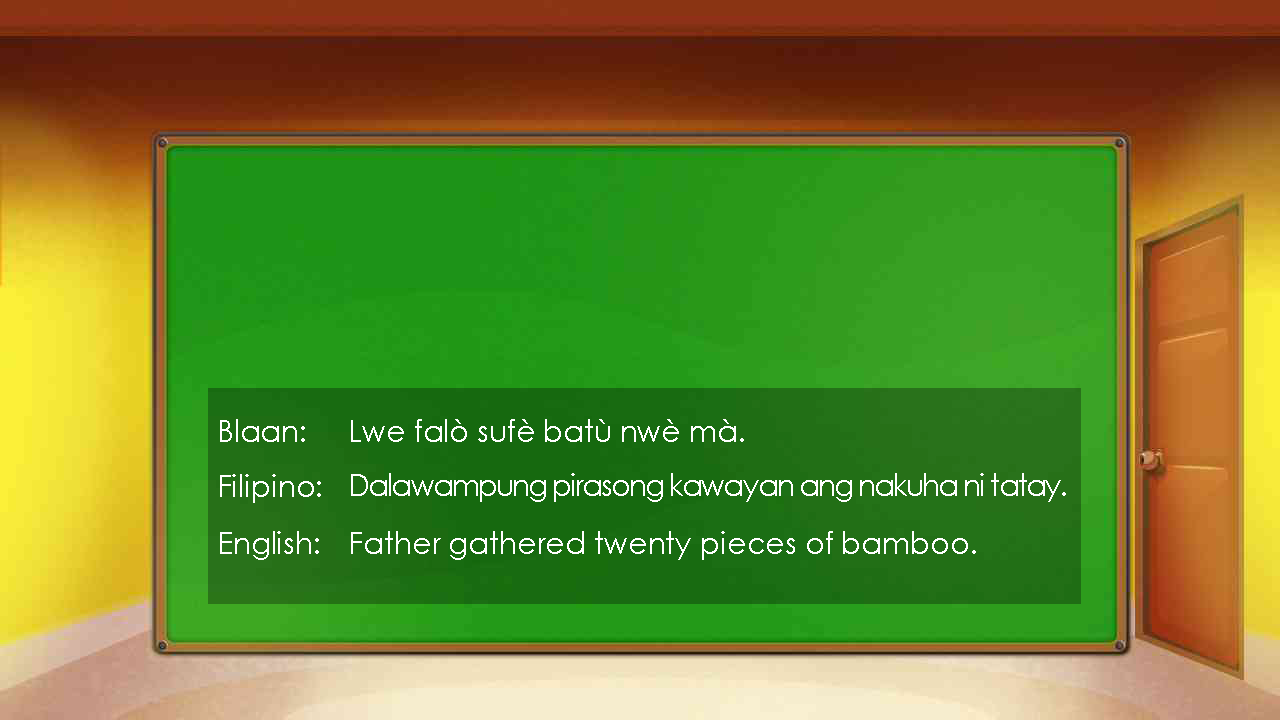 Blaan: Lwe falò sufè batù nwè mà.
Filipino: Dalawampung pirasong kawayan ang nakuha ni tatay.
English: Father gathered twenty pieces of bamboo.